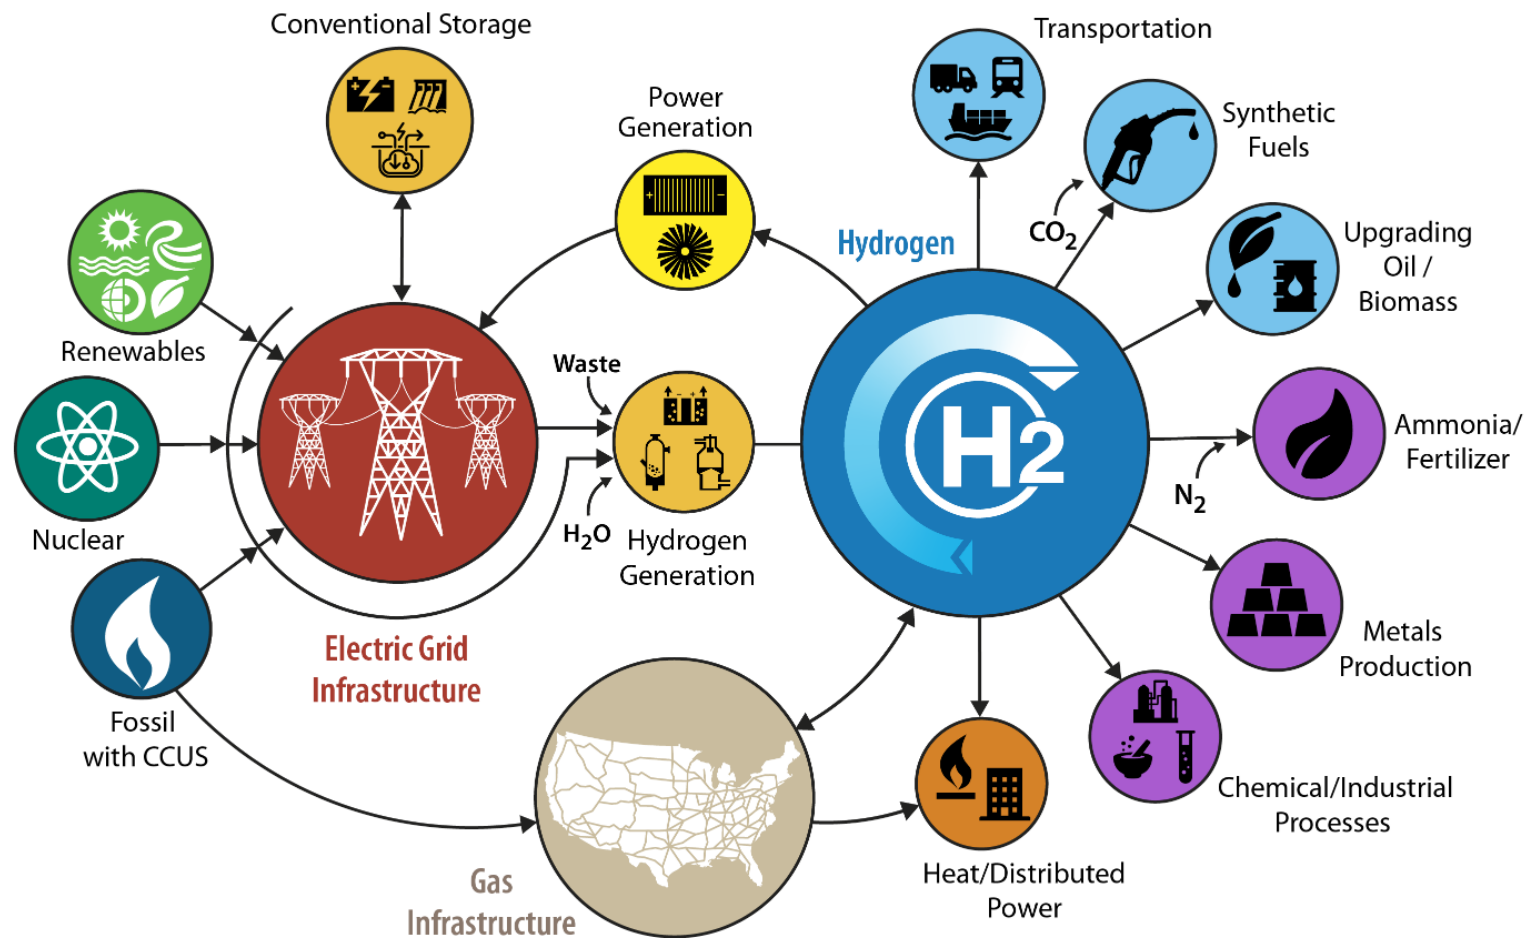 Conventional Storage
Transportation
Power
Generation
Synthetic
Fuels
CO2
Hydrogen
Upgrading
Oil /
Biomass
Renewables
Waste
H2
Ammonia/
Fertilizer
N2
Nuclear
H2O
Hydrogen
Generation
Electric Grid
Infrastructure
Metals
Production
Fossil
with CCUS
Chemical/Industrial
Processes
Heat/Distributed
Power
Gas
Infrastructure